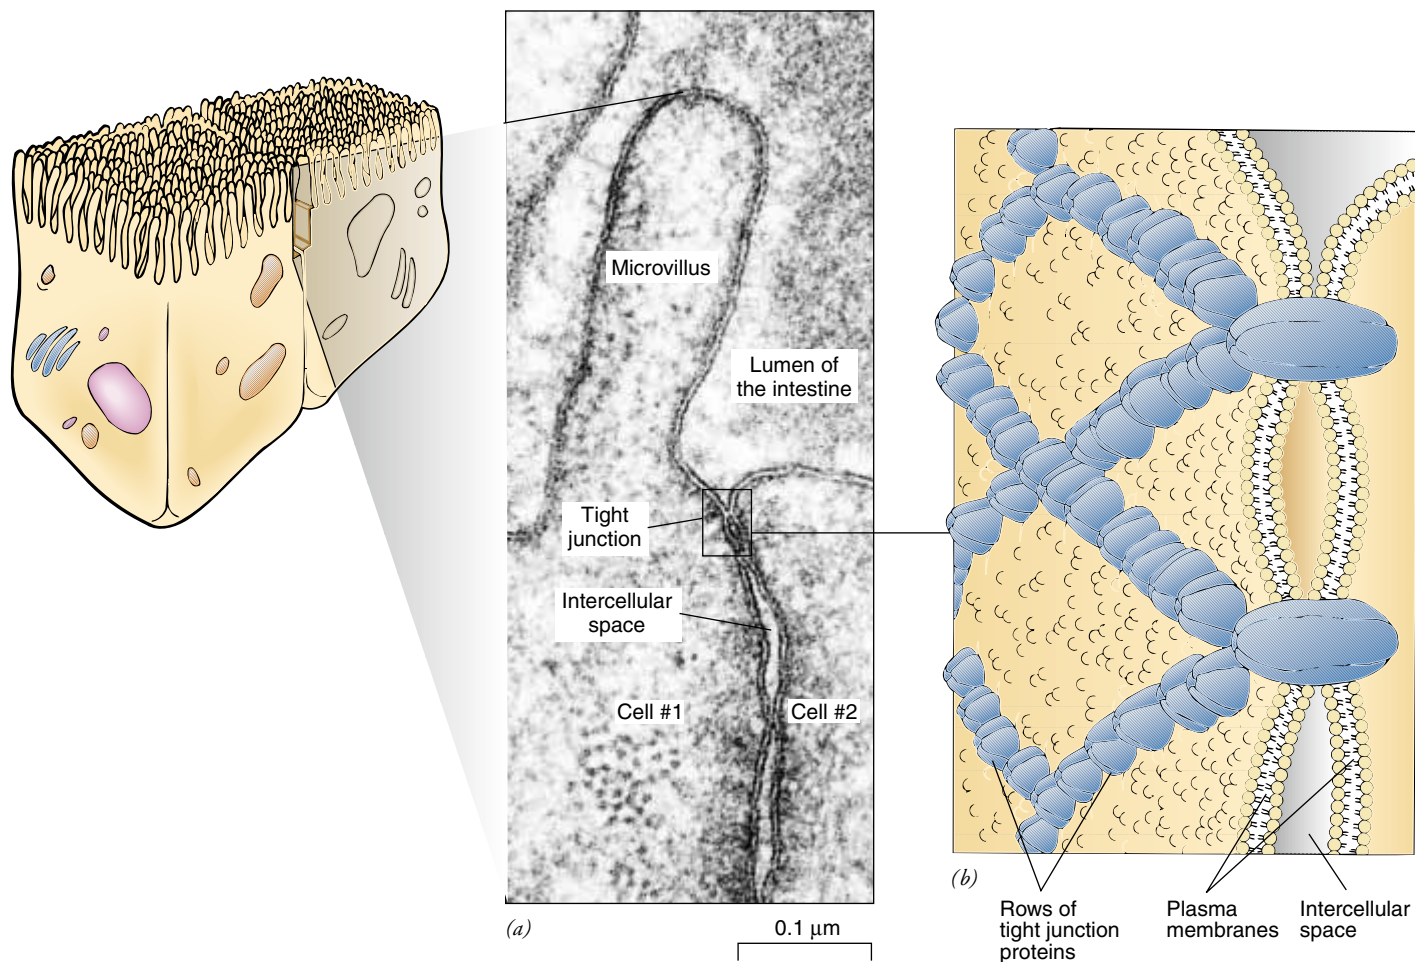 Microvillus
Lumen of
the intestine
Tight
junction
Intercellular
space
Cell #1
Cell #2
(a)
0.1 μm
(b)
Rows of
tight junction
proteins
Plasma
membranes
Intercellular
space